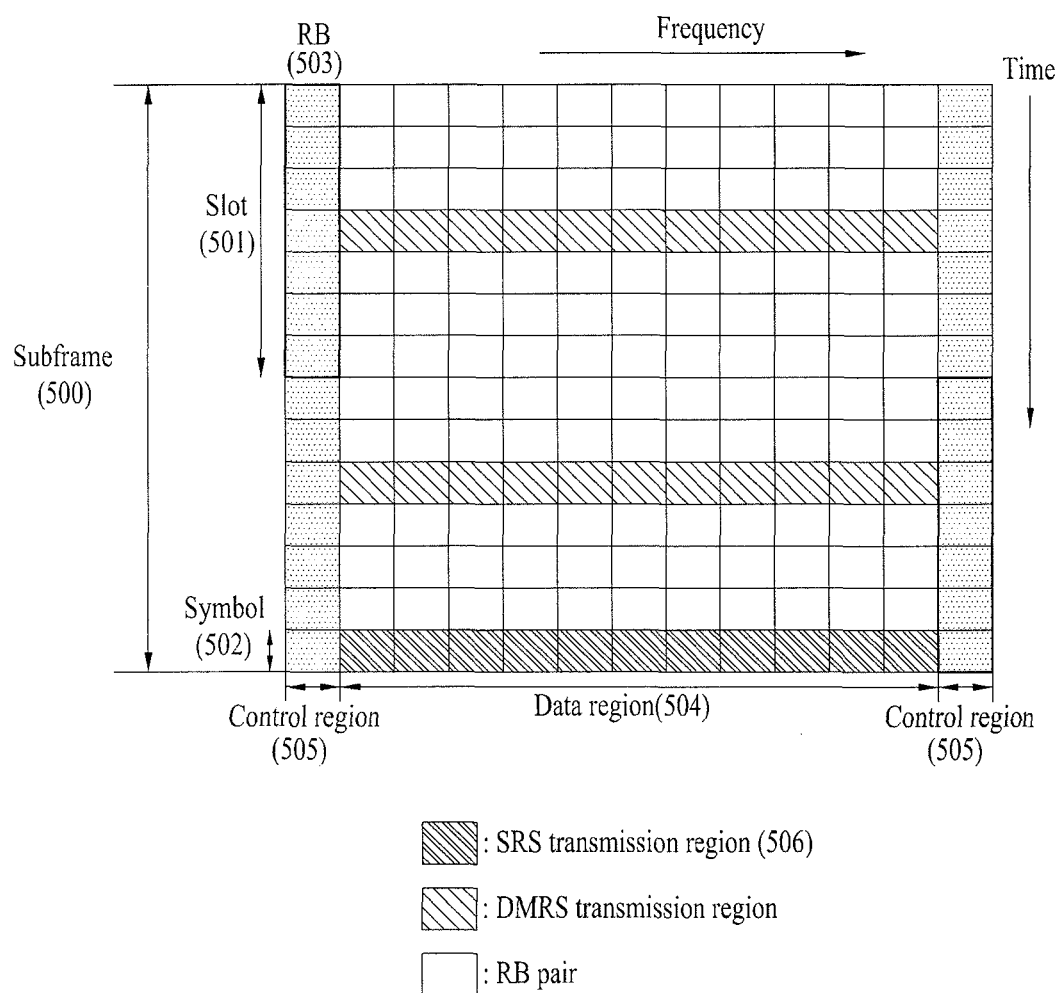 RB
(503)
Frequency
Time
Slot
(501)
Subframe
(500)
Symbol
(502)
Control region
(505)
Data region(504)
Control region
(505)
: SRS transmission region (506)
: DMRS transmission region
: RB pair